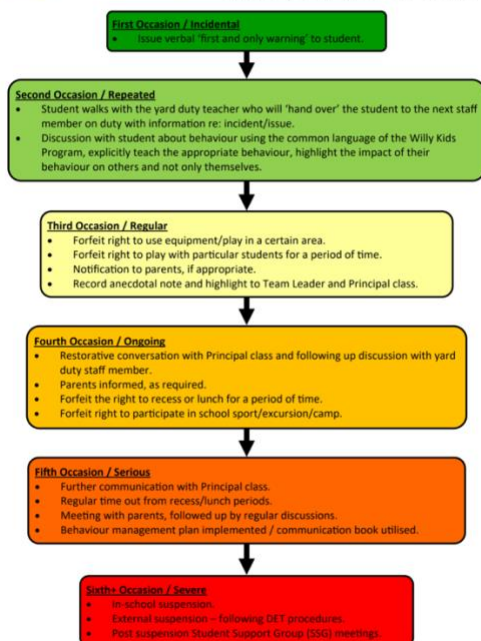 First Occasion / Incidental
• Issue verbal 'first and only warning' to student.
Second Occasion / Repeated
• Student walks with the yard duty teacher who will 'hand over' the student to the next staff
member on duty with information re: incident/issue.
• Discussion with student about behaviour using the common language of the Willy Kids
Program, explicitly teach the appropriate behaviour, highlight the impact of their
behaviour on others and not only themselves.
Third Occasion / Regular
• Forfeit right to use equipment/play in a certain area.
• Forfeit right to play with particular students for a period of time.
• Notification to parents, if appropriate.
• Record anecdotal note and highlight to Team Leader and Principal class.
Fourth Occasion / Ongoing
• Restorative conversation with Principal class and following up discussion with yard
duty staff member.
• Parents informed, as required.
• Forfeit the right to recess or lunch for a period of time.
• Forfeit right to participate in school sport/excursion/camp.
Fifth Occasion / Serious
• Further communication with Principal class.
• Regular time out from recess/lunch periods.
• Meeting with parents, followed up by regular discussions.
• Behaviour management plan implemented / communication book utilised.
Sixth+ Occasion / Severe
• In-school suspension.
• External suspension – following DET procedures.
• Post suspension Student Support Group (SSG) meetings.